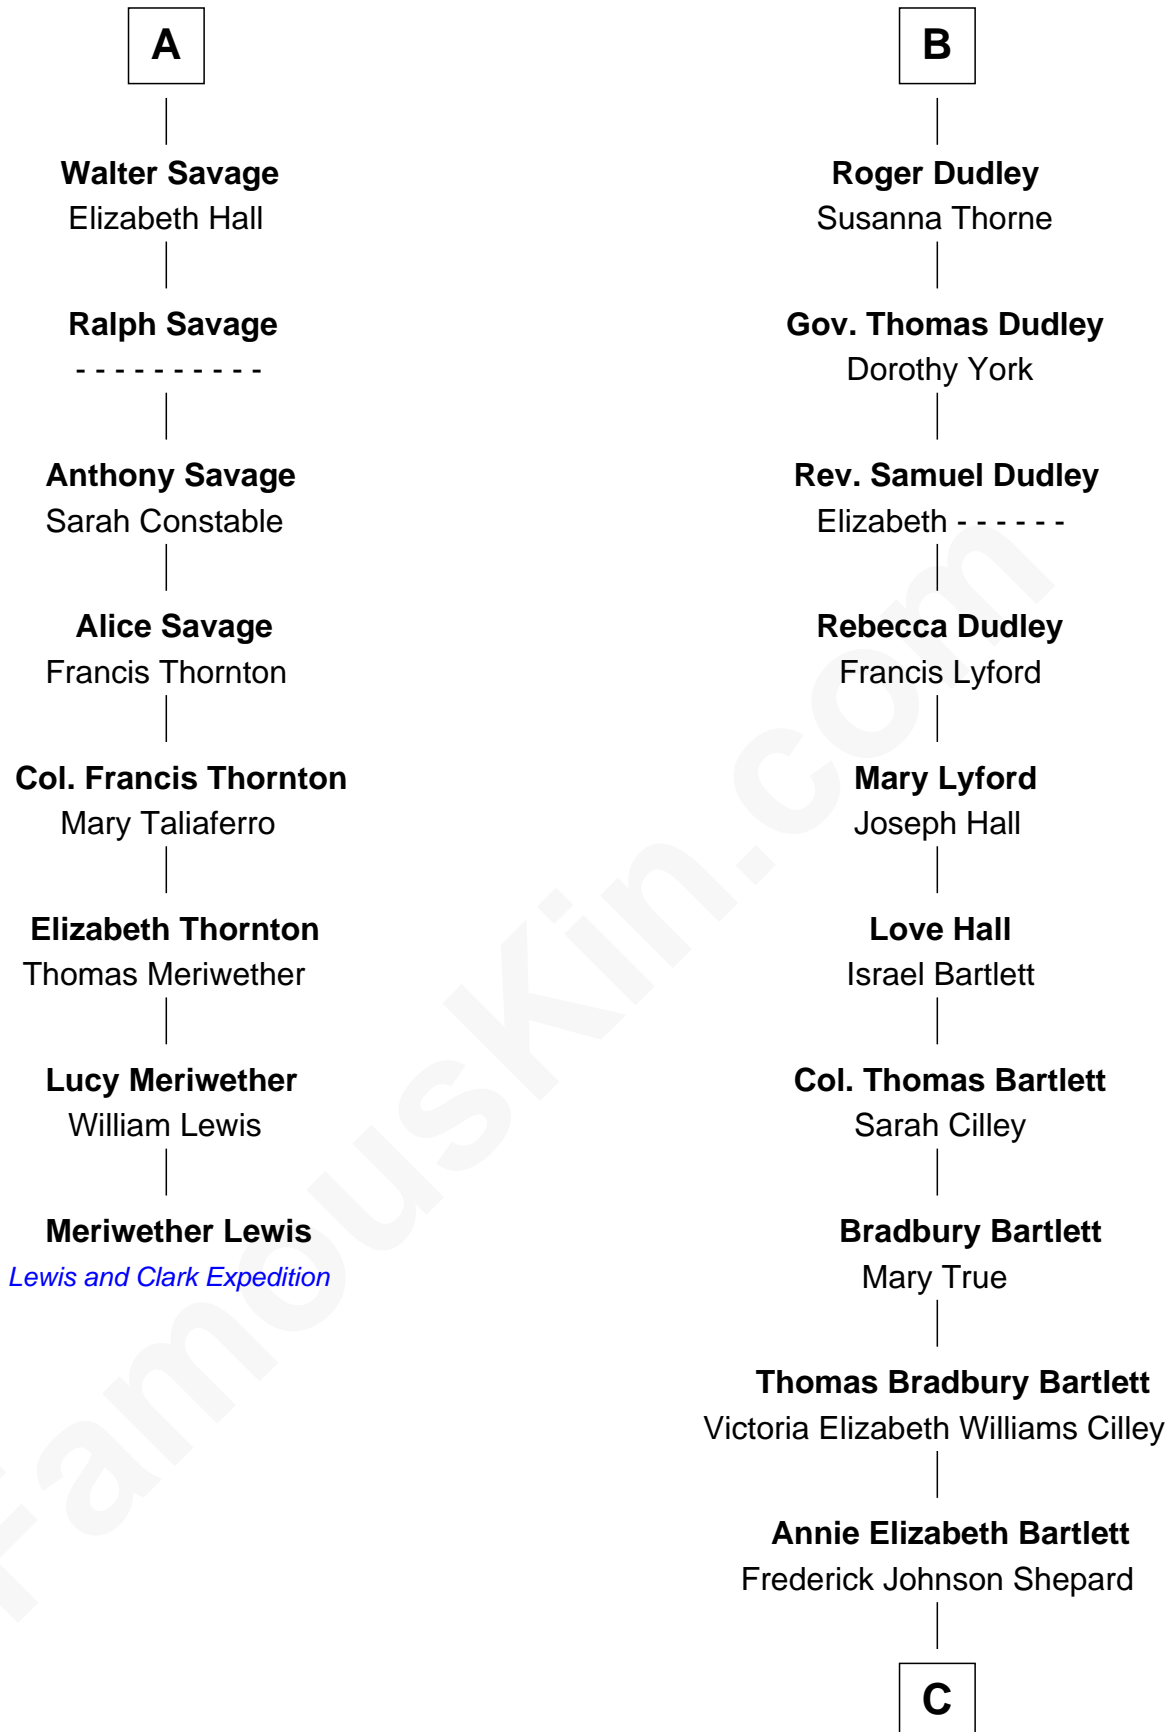 A
Walter Savage
Elizabeth Hall
Ralph Savage
- - - - - - - - - -
Anthony Savage
Sarah Constable
Alice Savage
Francis Thornton
Col. Francis Thornton
Mary Taliaferro
Elizabeth Thornton
Thomas Meriwether
Lucy Meriwether
William Lewis
Meriwether Lewis
Lewis and Clark Expedition
B
Roger Dudley
Susanna Thorne
Gov. Thomas Dudley
Dorothy York
Rev. Samuel Dudley
Elizabeth - - - - - -
Rebecca Dudley
Francis Lyford
Mary Lyford
Joseph Hall
Love Hall
Israel Bartlett
Col. Thomas Bartlett
Sarah Cilley
Bradbury Bartlett
Mary True
Thomas Bradbury Bartlett
Victoria Elizabeth Williams Cilley
Annie Elizabeth Bartlett
Frederick Johnson Shepard
C
FamousKin.com